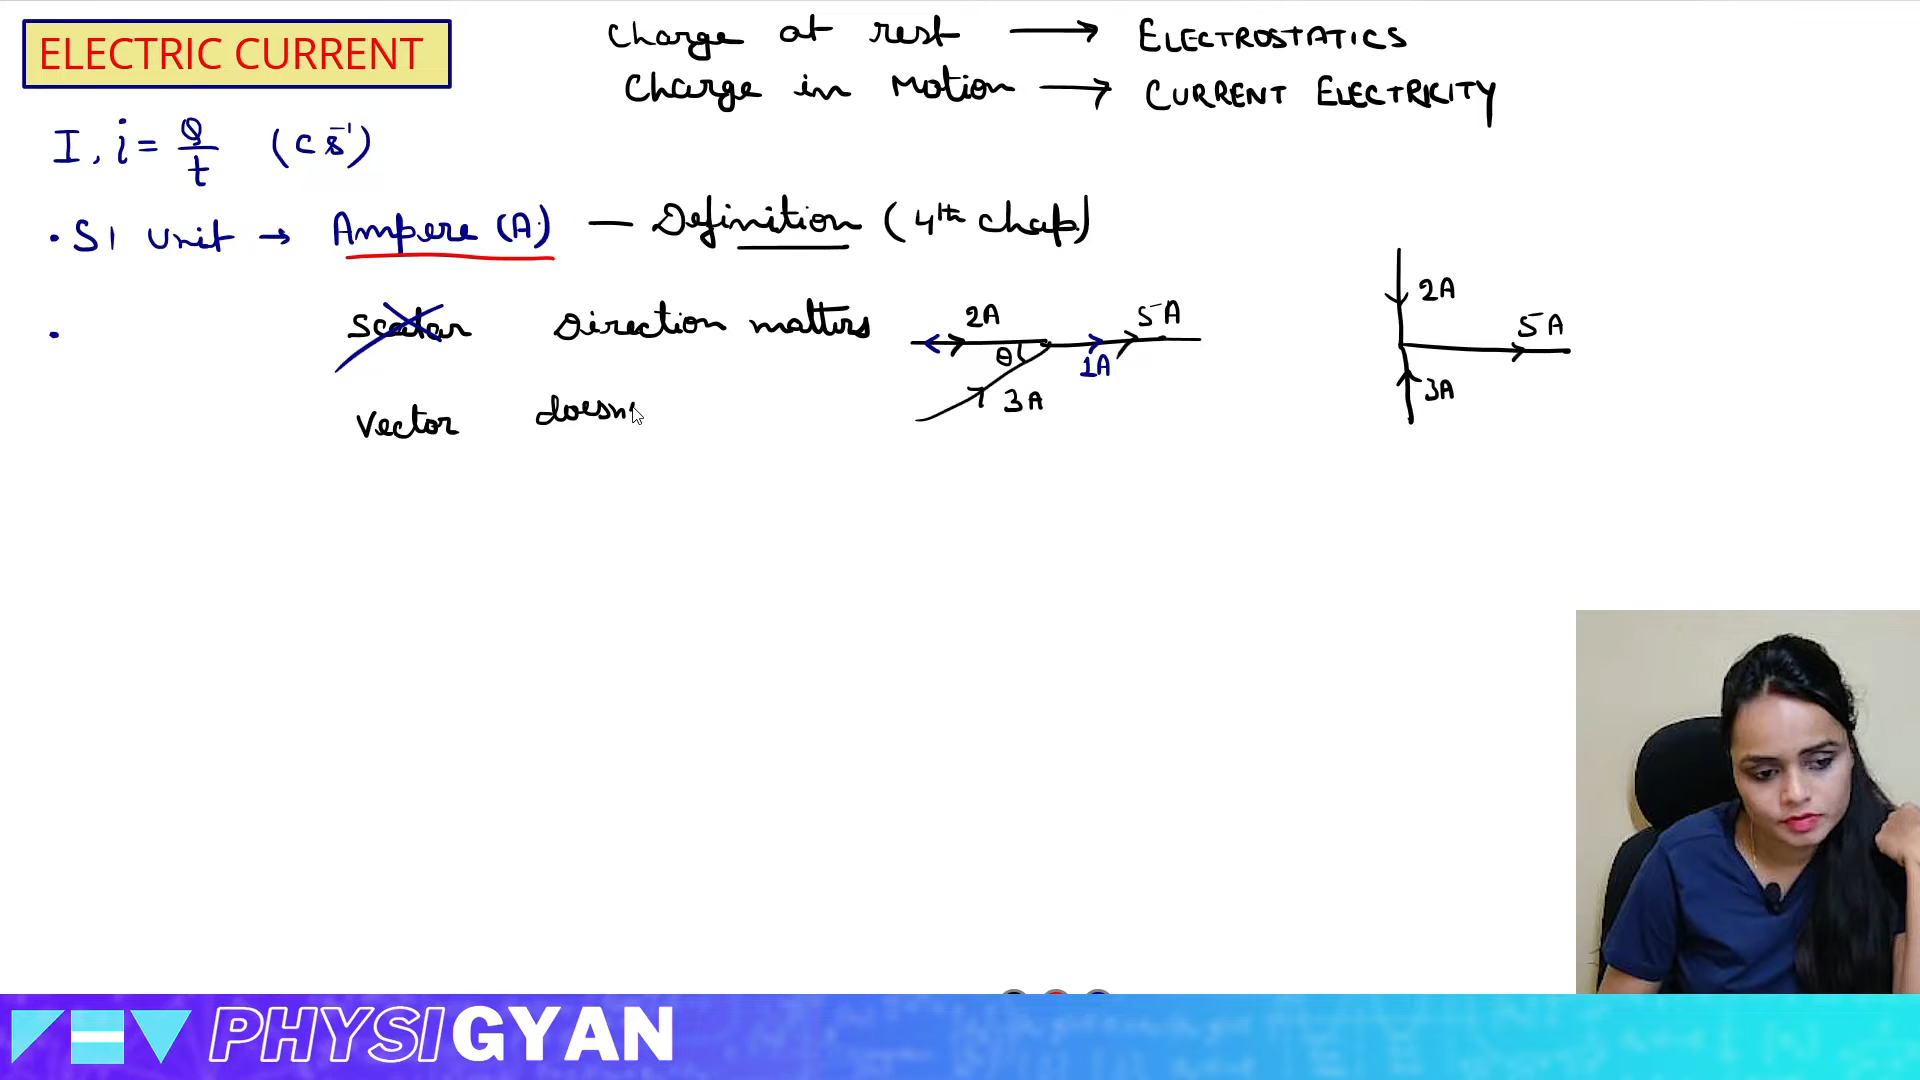 ELECTRIC CURRENT
Charge at rest → ELECTROSTATICS
Charge in Motion → CURRENT ELECTRICITY
I, i = Q/t (C s⁻¹)
• SI Unit → Ampere (A) — Definition (4th chap)
• Scalar Direction matters
2A
5A
θ
1A
3A
2A
5A
3A
Vector doesn
PHYSIGYAN